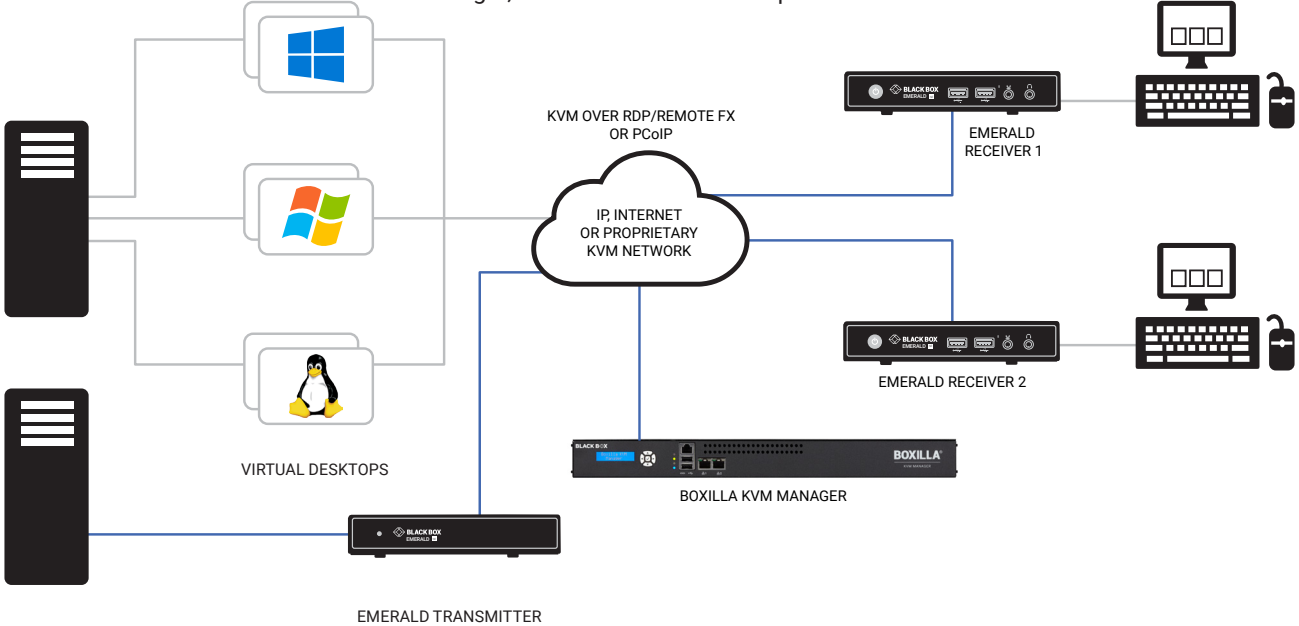 KVM OVER RDP/REMOTE FX
OR PCoIP
IP, INTERNET
OR PROPRIETARY
KVM NETWORK
BLACK BOX
EMERALD
EMERALD
RECEIVER 1
BLACK BOX
EMERALD
EMERALD RECEIVER 2
VIRTUAL DESKTOPS
BLACK BOX
BOXILLA®
KVM MANAGER
BOXILLA KVM MANAGER
BLACK BOX
EMERALD
EMERALD TRANSMITTER